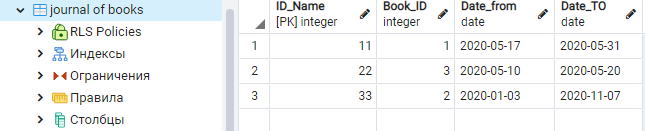 journal of books
RLS Policies
Индексы
Ограничения
Правила
Столбцы
ID_Name Book_ID Date_from Date_TO
[PK] integer integer date date
1 11 1 2020-05-17 2020-05-31
2 22 3 2020-05-10 2020-05-20
3 33 2 2020-01-03 2020-11-07